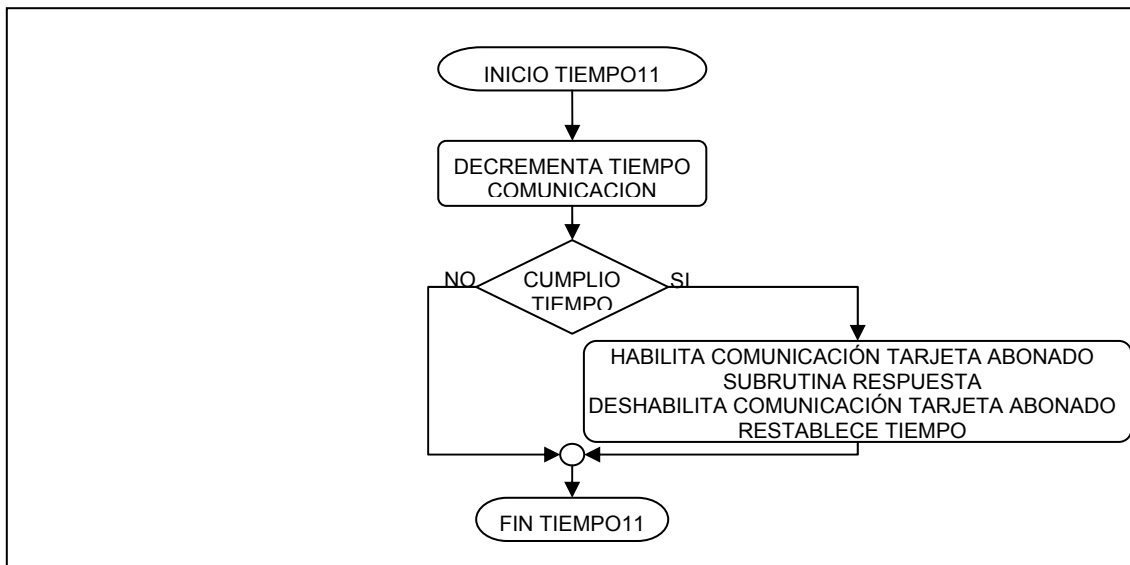 INICIO TIEMPO11
DECREMENTA TIEMPO
COMUNICACION
NO
CUMPLIO
SI
TIEMPO
HABILITA COMUNICACIÓN TARJETA ABONADO
SUBRUTINA RESPUESTA
DESHABILITA COMUNICACIÓN TARJETA ABONADO
RESTABLECE TIEMPO
FIN TIEMPO11